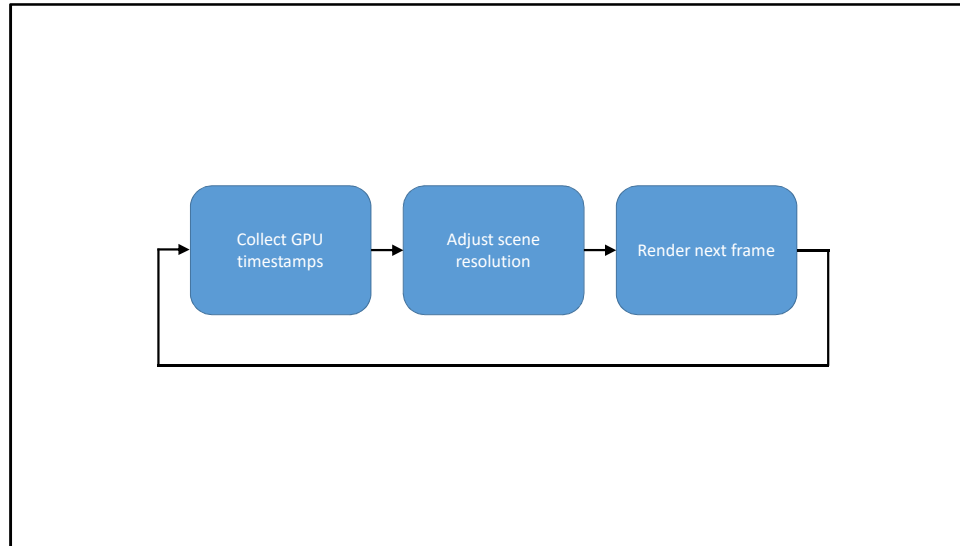 Collect GPU
timestamps
Adjust scene
resolution
Render next frame